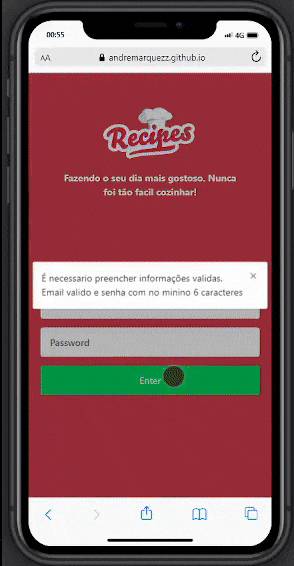 00:55
4G
AA
andremarquezz.github.io
Recipes
Fazendo o seu dia mais gostoso. Nunca
foi tão facil cozinhar!
É necessario preencher informações validas.
Email valido e senha com no minino 6 caracteres
Password
Enter